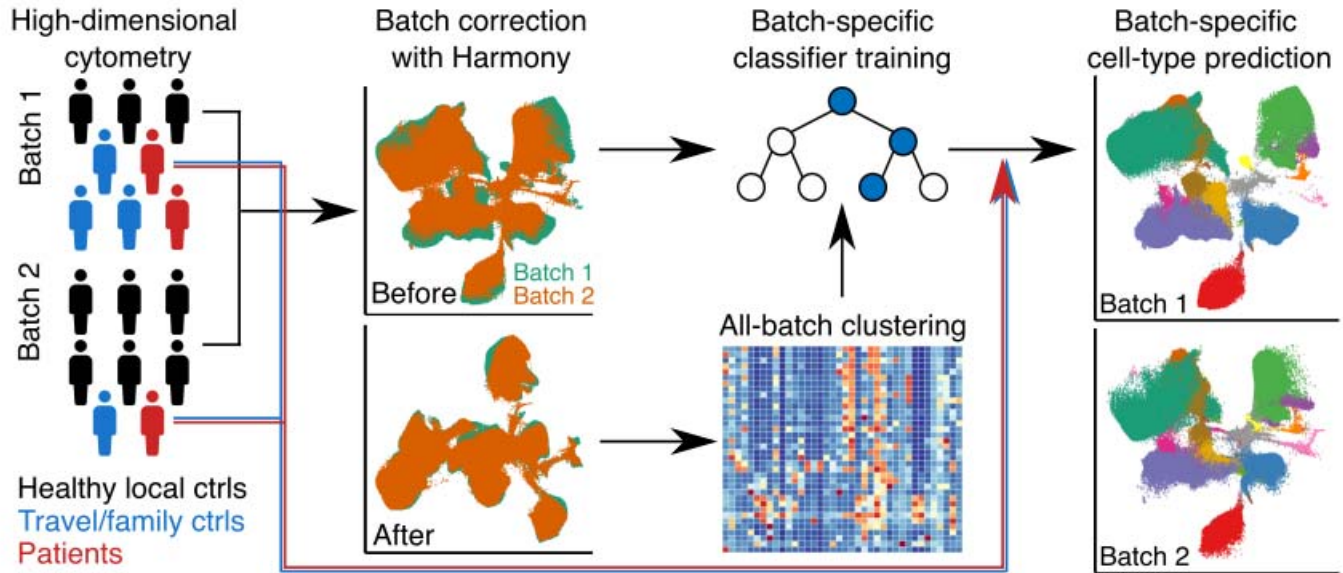 High-dimensional
cytometry
Batch correction
with Harmony
Batch-specific
classifier training
Batch-specific
cell-type prediction
Batch 1
Batch 2
Healthy local ctrls
Travel/family ctrls
Patients
Batch 1
Batch 2
Before
After
All-batch clustering
Batch 1
Batch 2